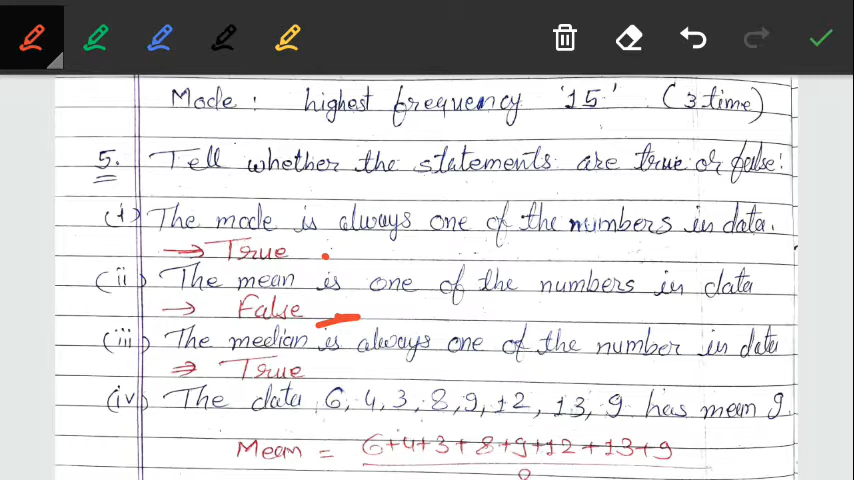 Mode : highest frequency '15' (3 time)
5. Tell whether the statements are true or false:
(i) The mode is always one of the numbers in data.
→ True
(ii) The mean is one of the numbers in data
→ False
(iii) The median is always one of the number in data
⇒ True
(iv) The data 6, 4, 3, 8, 9, 12, 13, 9 has mean 9.
Mean = 6+4+3+8+9+12+13+9